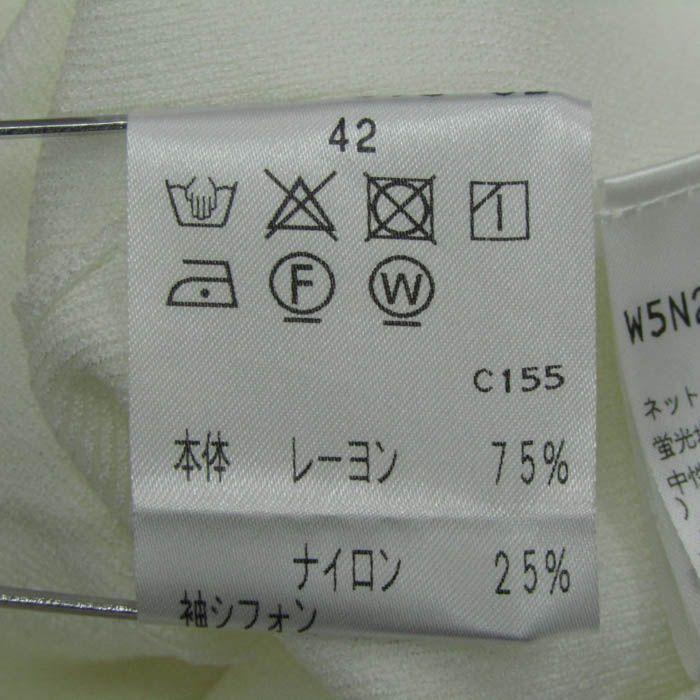 42
F W
C155
本体 レーヨン 75%
ナイロン 25%
袖シフォン
W5N2
ネット
蛍光
中性
)